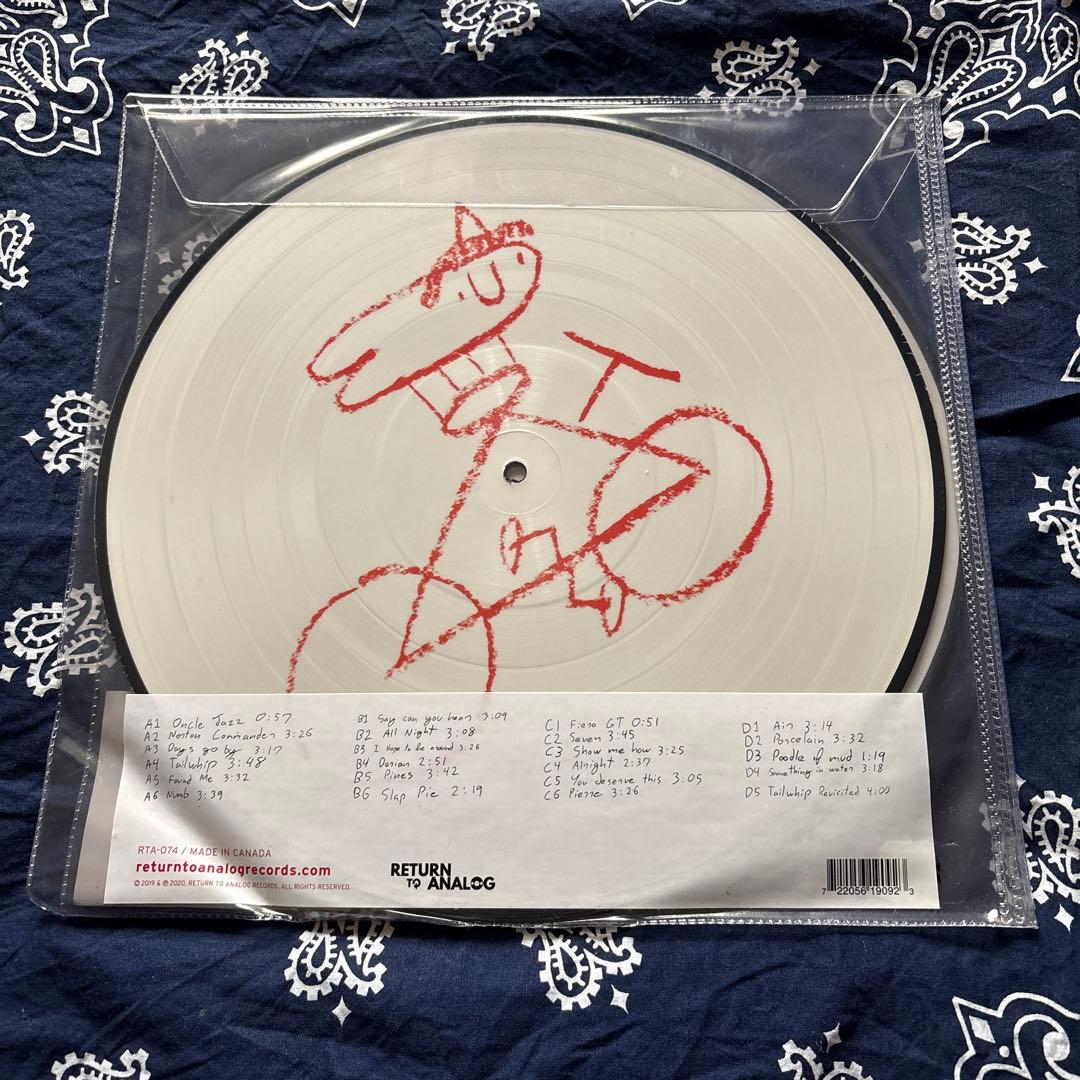 A1 Oncle Jazz 0:57
A2 Norton Commander 3:26
A3 Days go by 3:17
A4 Tailwhip 3:48
A5 Found Me 3:32
A6 Numb 3:39
B1 Say can you hear 3:09
B2 All Night 3:08
B3 I Hope to be around 3:26
B4 Dorian 2:51
B5 Pines 3:42
B6 Slap Pie 2:19
C1 Fiero GT 0:51
C2 Seven 3:45
C3 Show me how 3:25
C4 Alright 2:37
C5 You deserve this 3:05
C6 Pierre 3:26
D1 Air 3:14
D2 Porcelain 3:32
D3 Poodle of mud 1:19
D4 Something in water 3:18
D5 Tailwhip Revisited 4:00
RTA-074 / MADE IN CANADA
returntoanalogrecords.com
© 2019 & ℗ 2020, RETURN TO ANALOG RECORDS. ALL RIGHTS RESERVED.
RETURN
TO ANALOG
7 22056 19092 3